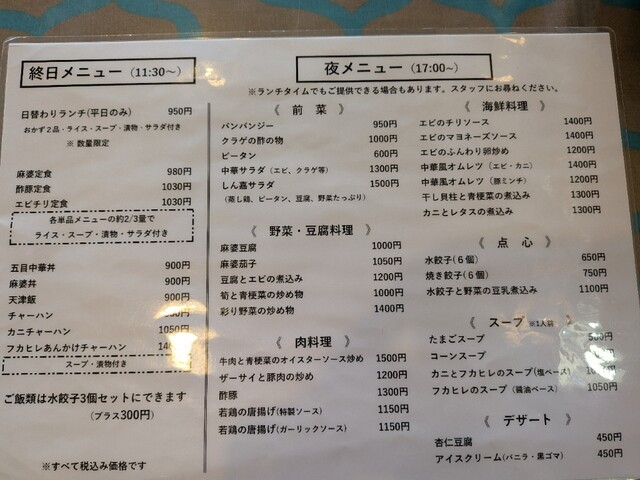 終日メニュー（11:30～）
日替わりランチ(平日のみ) 950円
おかず２品・ライス・スープ・漬物・サラダ付き
※ 数量限定
麻婆定食 980円
酢豚定食 1030円
エビチリ定食 1030円
各単品メニューの約2/3量で
ライス・スープ・漬物・サラダ付き
五目中華丼 900円
麻婆丼 900円
天津飯 900円
チャーハン
カニチャーハン 1050円
フカヒレあんかけチャーハン
スープ・漬物付き
ご飯類は水餃子3個セットにできます
（プラス300円）
※すべて税込み価格です
夜メニュー（17:00～）
※ランチタイムでもご提供できる場合もあります。スタッフにお尋ねください。
《 前 菜 》
バンバンジー 950円
クラゲの酢の物 1000円
ピータン 600円
中華サラダ（エビ、クラゲ等） 1300円
しん嘉サラダ 1500円
（蒸し鶏、ピータン、豆腐、野菜たっぷり）
《 野菜・豆腐料理 》
麻婆豆腐 1000円
麻婆茄子 1050円
豆腐とエビの煮込み 1200円
筍と青梗菜の炒め物 1000円
彩り野菜の炒め物 1400円
《 肉料理 》
牛肉と青梗菜のオイスターソース炒め 1500円
ザーサイと豚肉の炒め 1200円
酢豚 1300円
若鶏の唐揚げ(特製ソース) 1150円
若鶏の唐揚げ(ガーリックソース) 1150円
《 海鮮料理 》
エビのチリソース 1400円
エビのマヨネーズソース 1400円
エビのふんわり卵炒め 1200円
中華風オムレツ（エビ・カニ） 1400円
中華風オムレツ（豚ミンチ） 1200円
干し貝柱と青梗菜の煮込み 1300円
カニとレタスの煮込み 1300円
《 点 心 》
水餃子(６個) 650円
焼き餃子(６個) 750円
水餃子と野菜の豆乳煮込み 1100円
《 スープ ※1人前 》
たまごスープ
コーンスープ
カニとフカヒレのスープ(塩ベース)
フカヒレのスープ（醤油ベース） 1050円
《 デザート 》
杏仁豆腐 450円
アイスクリーム(バニラ・黒ゴマ) 450円